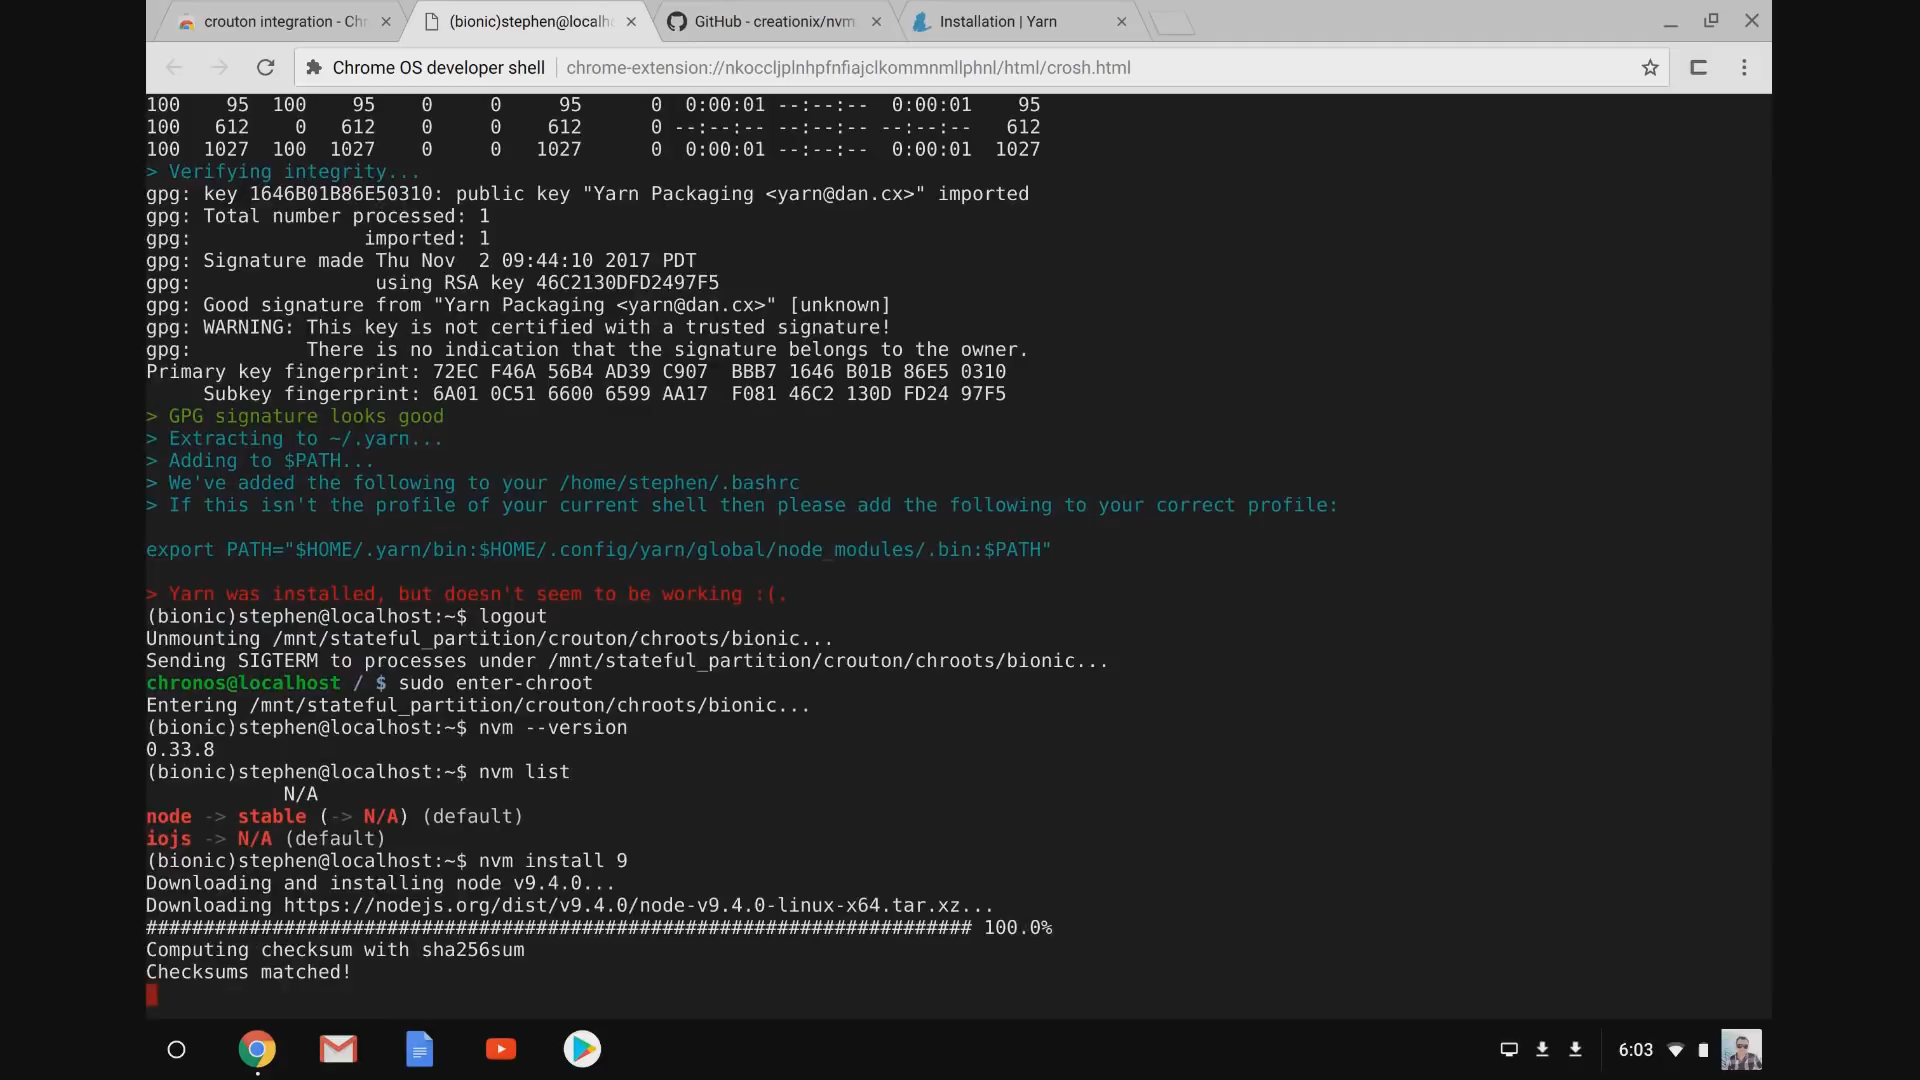 crouton integration - Chr
(bionic)stephen@localh
GitHub - creationix/nvm
Installation | Yarn
Chrome OS developer shell
chrome-extension://nkoccljplnhpfnfiajclkommnmllphnl/html/crosh.html
100    95  100    95    0     0     95      0  0:00:01 --:--:--  0:00:01    95
100   612    0   612    0     0    612      0 --:--:-- --:--:-- --:--:--   612
100  1027  100  1027    0     0   1027      0  0:00:01 --:--:--  0:00:01  1027
> Verifying integrity...
gpg: key 1646B01B86E50310: public key "Yarn Packaging <yarn@dan.cx>" imported
gpg: Total number processed: 1
gpg:               imported: 1
gpg: Signature made Thu Nov  2 09:44:10 2017 PDT
gpg:                using RSA key 46C2130DFD2497F5
gpg: Good signature from "Yarn Packaging <yarn@dan.cx>" [unknown]
gpg: WARNING: This key is not certified with a trusted signature!
gpg:          There is no indication that the signature belongs to the owner.
Primary key fingerprint: 72EC F46A 56B4 AD39 C907  BBB7 1646 B01B 86E5 0310
     Subkey fingerprint: 6A01 0C51 6600 6599 AA17  F081 46C2 130D FD24 97F5
> GPG signature looks good
> Extracting to ~/.yarn...
> Adding to $PATH...
> We've added the following to your /home/stephen/.bashrc
> If this isn't the profile of your current shell then please add the following to your correct profile:
export PATH="$HOME/.yarn/bin:$HOME/.config/yarn/global/node_modules/.bin:$PATH"
> Yarn was installed, but doesn't seem to be working :(.
(bionic)stephen@localhost:~$ logout
Unmounting /mnt/stateful_partition/crouton/chroots/bionic...
Sending SIGTERM to processes under /mnt/stateful_partition/crouton/chroots/bionic...
chronos@localhost / $ sudo enter-chroot
Entering /mnt/stateful_partition/crouton/chroots/bionic...
(bionic)stephen@localhost:~$ nvm --version
0.33.8
(bionic)stephen@localhost:~$ nvm list
            N/A
node -> stable (-> N/A) (default)
iojs -> N/A (default)
(bionic)stephen@localhost:~$ nvm install 9
Downloading and installing node v9.4.0...
Downloading https://nodejs.org/dist/v9.4.0/node-v9.4.0-linux-x64.tar.xz...
######################################################################## 100.0%
Computing checksum with sha256sum
Checksums matched!
6:03